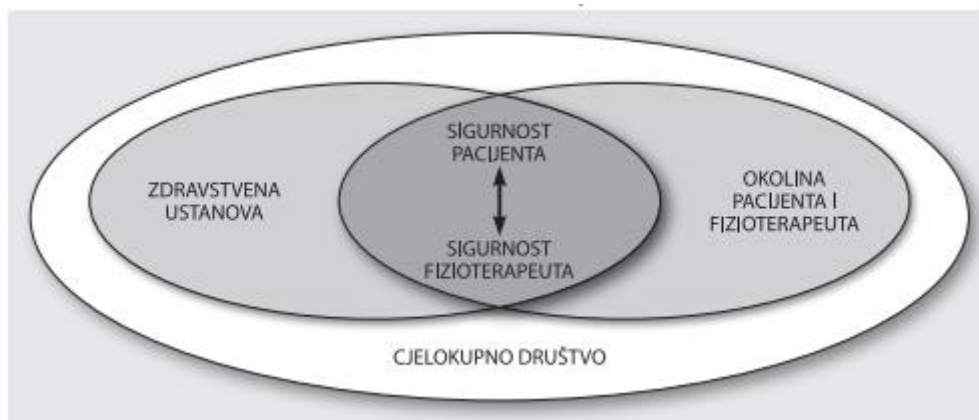 ZDRAVSTVENA
USTANOVA
SIGURNOST
PACIJENTA
SIGURNOST
FIZIOTERAPEUTA
OKOLINA
PACIJENTA I
FIZIOTERAPEUTA
CJELOKUPNO DRUŠTVO